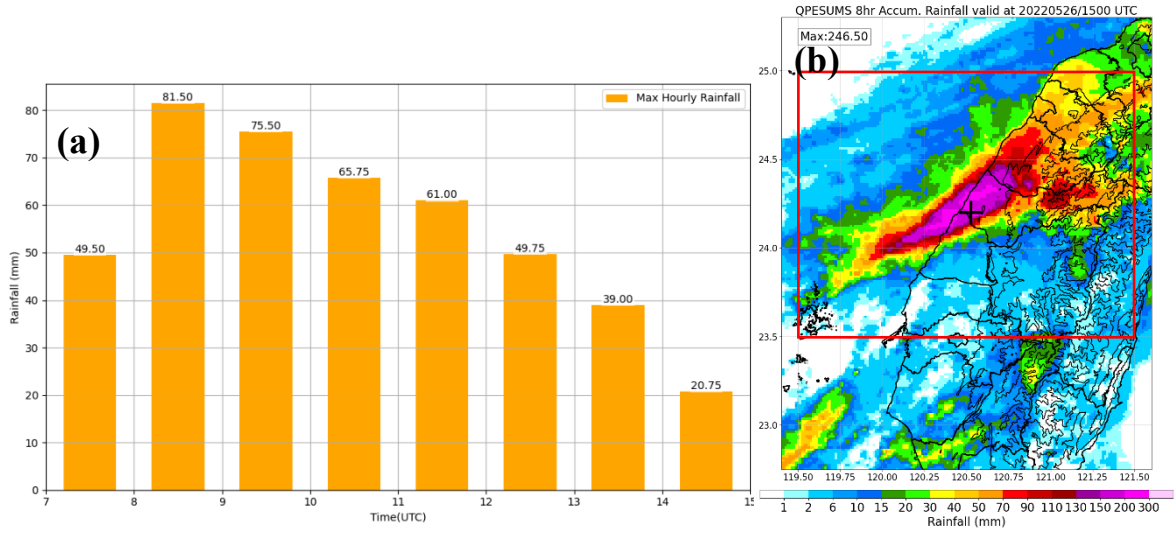 (a)
Max Hourly Rainfall
49.50
81.50
75.50
65.75
61.00
49.75
39.00
20.75
80
70
60
50
40
30
20
10
0
Rainfall (mm)
7 8 9 10 11 12 13 14 15
Time(UTC)
QPESUMS 8hr Accum. Rainfall valid at 20220526/1500 UTC
Max:246.50
(b)
25.0
24.5
24.0
23.5
23.0
119.50 119.75 120.00 120.25 120.50 120.75 121.00 121.25 121.50
1 2 6 10 15 20 30 40 50 70 90 110 130 150 200 300
Rainfall (mm)